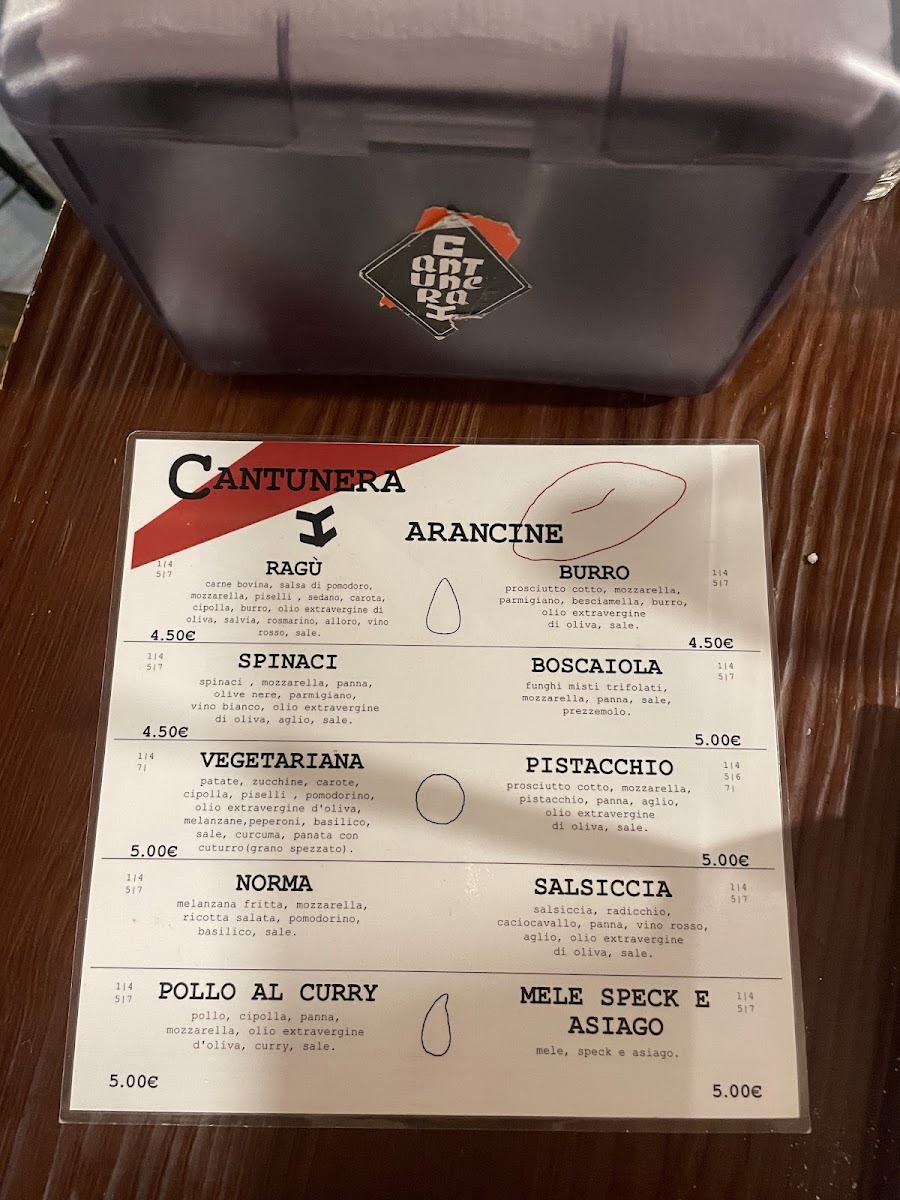 C
ANT
UNE
RA
CANTUNERA
ARANCINE
1|4
5|7
RAGÙ
carne bovina, salsa di pomodoro,
mozzarella, piselli , sedano, carota,
cipolla, burro, olio extravergine di
oliva, salvia, rosmarino, alloro, vino
rosso, sale.
4.50€
BURRO
1|4
5|7
prosciutto cotto, mozzarella,
parmigiano, besciamella, burro,
olio extravergine
di oliva, sale.
4.50€
1|4
5|7
SPINACI
spinaci , mozzarella, panna,
olive nere, parmigiano,
vino bianco, olio extravergine
di oliva, aglio, sale.
4.50€
BOSCAIOLA
1|4
5|7
funghi misti trifolati,
mozzarella, panna, sale,
prezzemolo.
5.00€
1|4
7|
VEGETARIANA
patate, zucchine, carote,
cipolla, piselli , pomodorino,
olio extravergine d'oliva,
melanzane,peperoni, basilico,
sale, curcuma, panata con
cuturro(grano spezzato).
5.00€
PISTACCHIO
1|4
5|6
7|
prosciutto cotto, mozzarella,
pistacchio, panna, aglio,
olio extravergine
di oliva, sale.
5.00€
1|4
5|7
NORMA
melanzana fritta, mozzarella,
ricotta salata, pomodorino,
basilico, sale.
SALSICCIA
1|4
5|7
salsiccia, radicchio,
caciocavallo, panna, vino rosso,
aglio, olio extravergine
di oliva, sale.
1|4
5|7
POLLO AL CURRY
pollo, cipolla, panna,
mozzarella, olio extravergine
d'oliva, curry, sale.
5.00€
MELE SPECK E
ASIAGO
1|4
5|7
mele, speck e asiago.
5.00€